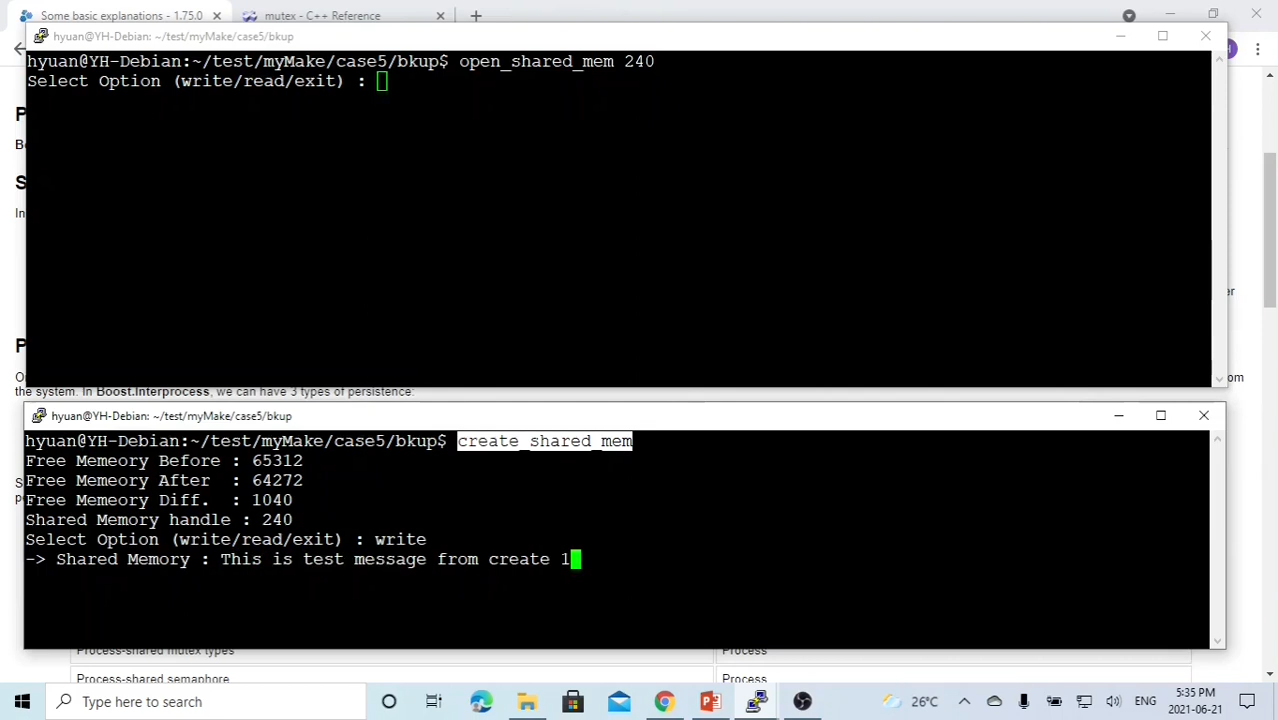 Some basic explanations - 1.75.0
mutex - C++ Reference
hyuan@YH-Debian: ~/test/myMake/case5/bkup
hyuan@YH-Debian:~/test/myMake/case5/bkup$ open_shared_mem 240
Select Option (write/read/exit) :
In
er
om
the system. In Boost.Interprocess, we can have 3 types of persistence:
hyuan@YH-Debian: ~/test/myMake/case5/bkup
hyuan@YH-Debian:~/test/myMake/case5/bkup$ create_shared_mem
Free Memeory Before : 65312
Free Memeory After  : 64272
Free Memeory Diff.  : 1040
Shared Memory handle : 240
Select Option (write/read/exit) : write
-> Shared Memory : This is test message from create 1
Process-shared mutex types
Process
Process-shared semaphore
Process
Type here to search
26°C
ENG
5:35 PM
2021-06-21